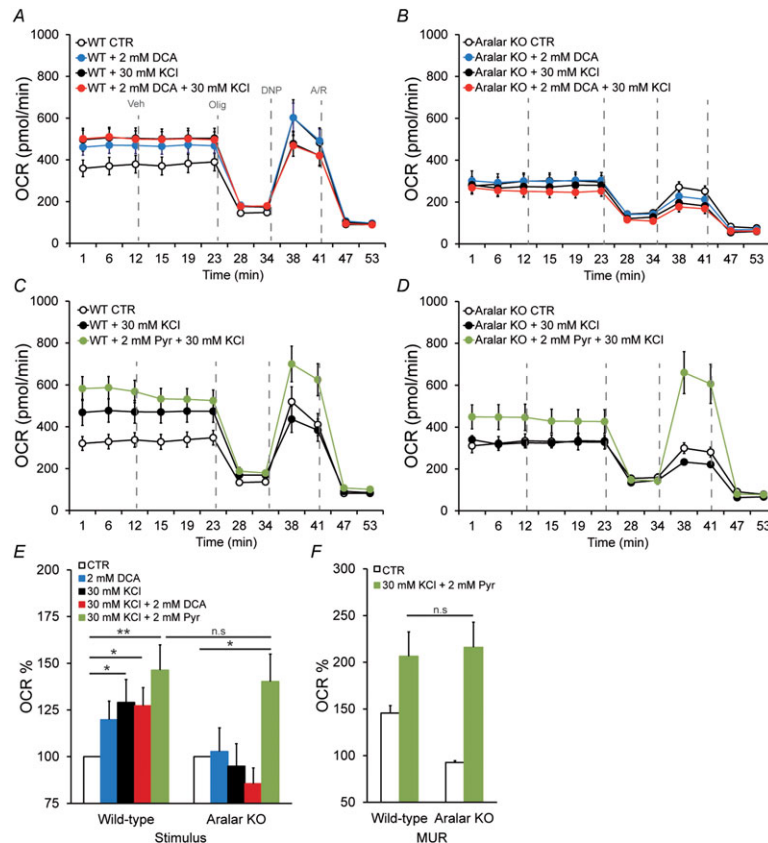 A
OCR (pmol/min)
1000
800
600
400
200
0
WT CTR
WT + 2 mM DCA
WT + 30 mM KCl
WT + 2 mM DCA + 30 mM KCl
Veh
Olig
DNP
A/R
1 6 12 15 19 23 28 34 38 41 47 53
Time (min)
B
OCR (pmol/min)
1000
800
600
400
200
0
Aralar KO CTR
Aralar KO + 2 mM DCA
Aralar KO + 30 mM KCl
Aralar KO + 2 mM DCA + 30 mM KCl
1 6 12 15 19 23 28 34 38 41 47 53
Time (min)
C
OCR (pmol/min)
1000
800
600
400
200
0
WT CTR
WT + 30 mM KCl
WT + 2 mM Pyr + 30 mM KCl
1 6 12 15 19 23 28 34 38 41 47 53
Time (min)
D
OCR (pmol/min)
1000
800
600
400
200
0
Aralar KO CTR
Aralar KO + 30 mM KCl
Aralar KO + 2 mM Pyr + 30 mM KCl
1 6 12 15 19 23 28 34 38 41 47 53
Time (min)
E
OCR %
200
175
150
125
100
75
CTR
2 mM DCA
30 mM KCl
30 mM KCl + 2 mM DCA
30 mM KCl + 2 mM Pyr
**
n.s
*
*
*
Wild-type Aralar KO
Stimulus
F
OCR %
300
250
200
150
100
50
CTR
30 mM KCl + 2 mM Pyr
n.s
Wild-type Aralar KO
MUR